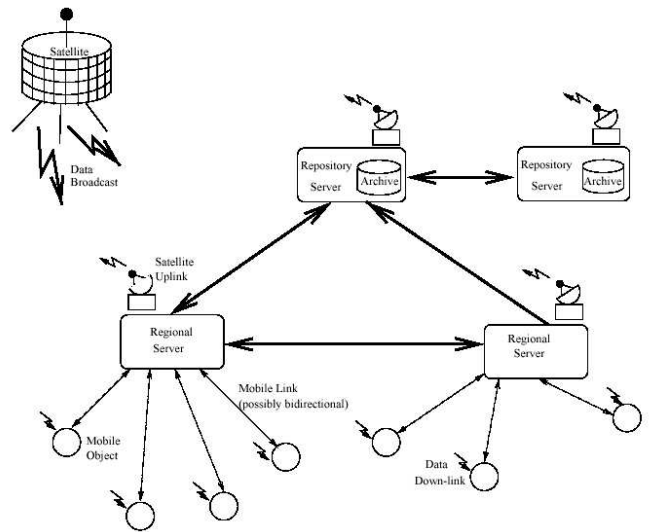 Satellite
Data
Broadcast
Repository
Server
Archive
Repository
Server
Archive
Satellite
Uplink
Regional
Server
Regional
Server
Mobile Link
(possibly bidirectional)
Mobile
Object
Data
Down-link